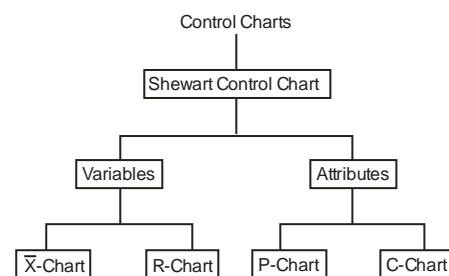 Control Charts
Shewart Control Chart
Variables
Attributes
X̅-Chart
R-Chart
P-Chart
C-Chart